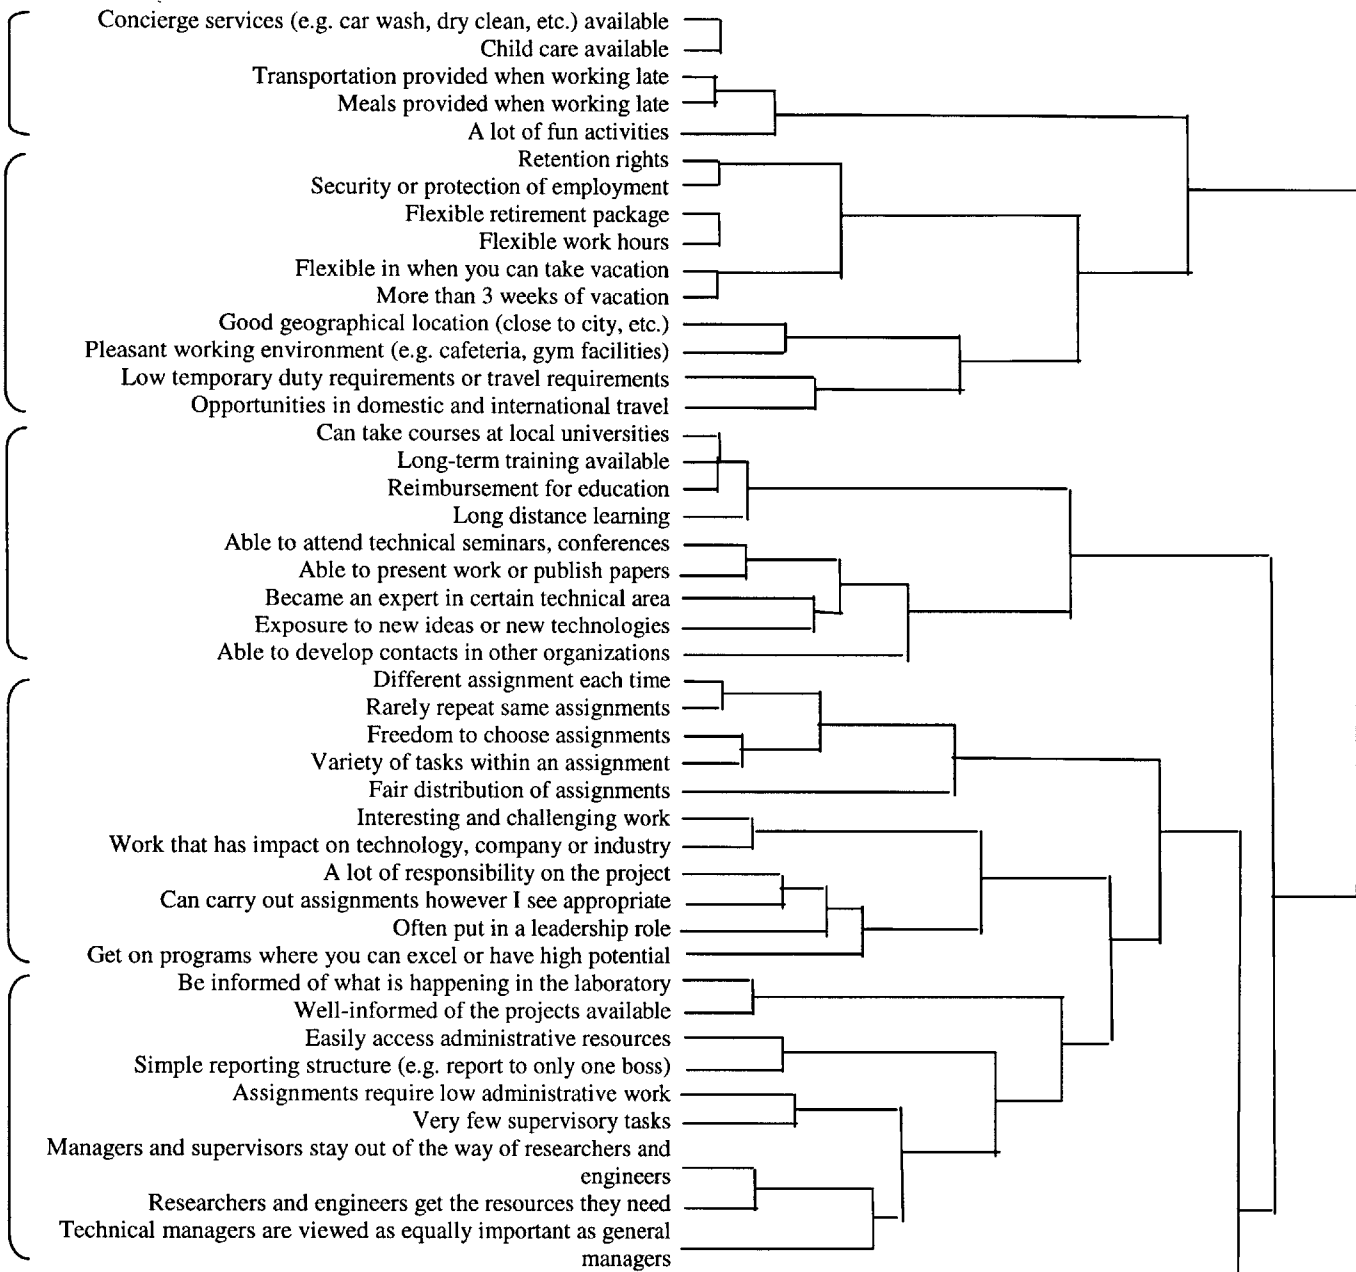 Concierge services (e.g. car wash, dry clean, etc.) available
Child care available
Transportation provided when working late
Meals provided when working late
A lot of fun activities
Retention rights
Security or protection of employment
Flexible retirement package
Flexible work hours
Flexible in when you can take vacation
More than 3 weeks of vacation
Good geographical location (close to city, etc.)
Pleasant working environment (e.g. cafeteria, gym facilities)
Low temporary duty requirements or travel requirements
Opportunities in domestic and international travel
Can take courses at local universities
Long-term training available
Reimbursement for education
Long distance learning
Able to attend technical seminars, conferences
Able to present work or publish papers
Became an expert in certain technical area
Exposure to new ideas or new technologies
Able to develop contacts in other organizations
Different assignment each time
Rarely repeat same assignments
Freedom to choose assignments
Variety of tasks within an assignment
Fair distribution of assignments
Interesting and challenging work
Work that has impact on technology, company or industry
A lot of responsibility on the project
Can carry out assignments however I see appropriate
Often put in a leadership role
Get on programs where you can excel or have high potential
Be informed of what is happening in the laboratory
Well-informed of the projects available
Easily access administrative resources
Simple reporting structure (e.g. report to only one boss)
Assignments require low administrative work
Very few supervisory tasks
Managers and supervisors stay out of the way of researchers and
engineers
Researchers and engineers get the resources they need
Technical managers are viewed as equally important as general
managers